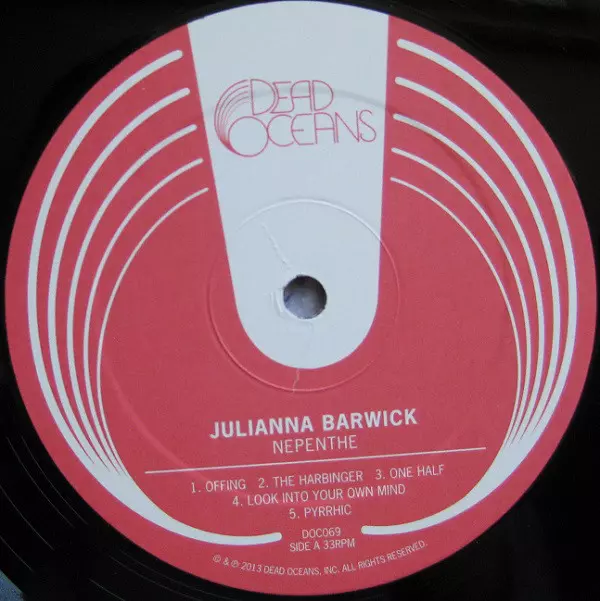 DEAD
OCEANS
JULIANNA BARWICK
NEPENTHE
1. OFFING 2. THE HARBINGER 3. ONE HALF
4. LOOK INTO YOUR OWN MIND
5. PYRRHIC
DOC069
SIDE A 33RPM
© & ℗ 2013 DEAD OCEANS, INC. ALL RIGHTS RESERVED.